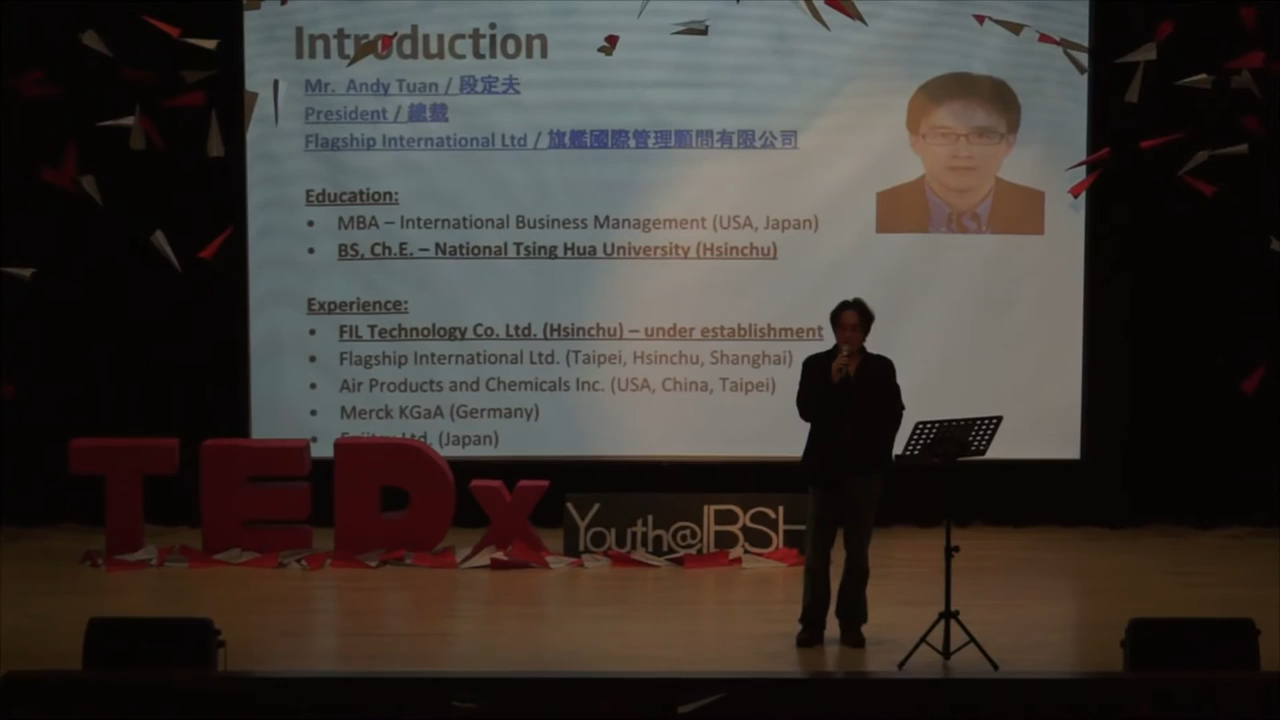 Introduction
Mr. Andy Tuan / 段定夫
President / 總裁
Flagship International Ltd / 旗艦國際管理顧問有限公司
Education:
• MBA – International Business Management (USA, Japan)
• BS, Ch.E. – National Tsing Hua University (Hsinchu)
Experience:
• FIL Technology Co. Ltd. (Hsinchu) – under establishment
• Flagship International Ltd. (Taipei, Hsinchu, Shanghai)
• Air Products and Chemicals Inc. (USA, China, Taipei)
• Merck KGaA (Germany)
• Ltd. (Japan)
TEDx
Youth@IBSH